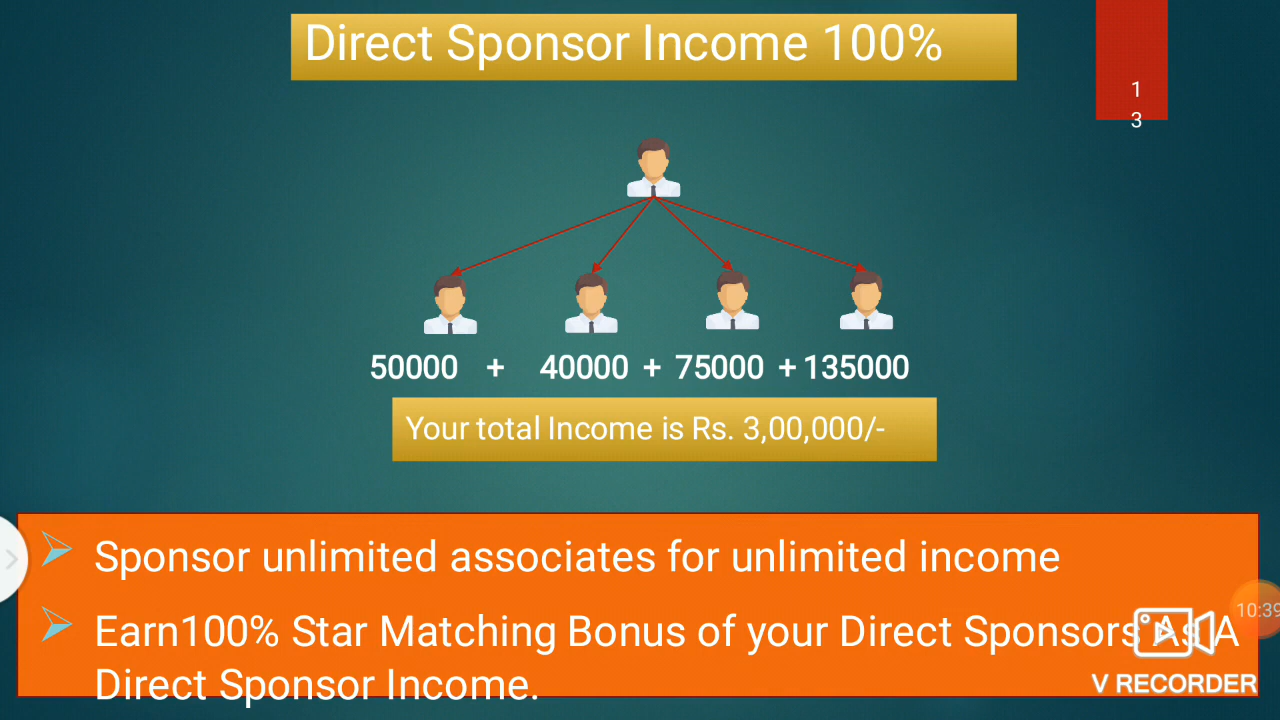 Direct Sponsor Income 100%
1
3
50000 + 40000 + 75000 + 135000
Your total Income is Rs. 3,00,000/-
Sponsor unlimited associates for unlimited income
Earn100% Star Matching Bonus of your Direct Sponsors As A
Direct Sponsor Income.
10:39
V RECORDER